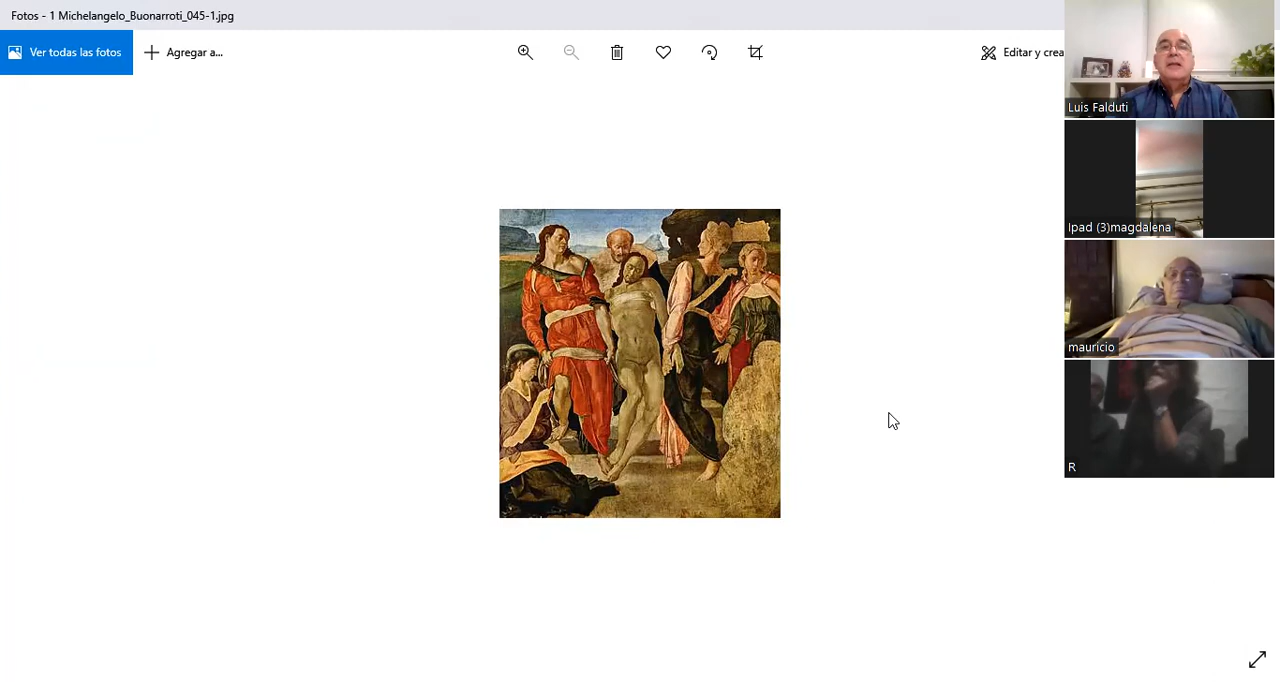 Fotos - 1 Michelangelo_Buonarroti_045-1.jpg
Ver todas las fotos
Agregar a...
Editar y crea
Luis Falduti
Ipad (3)magdalena
mauricio
R